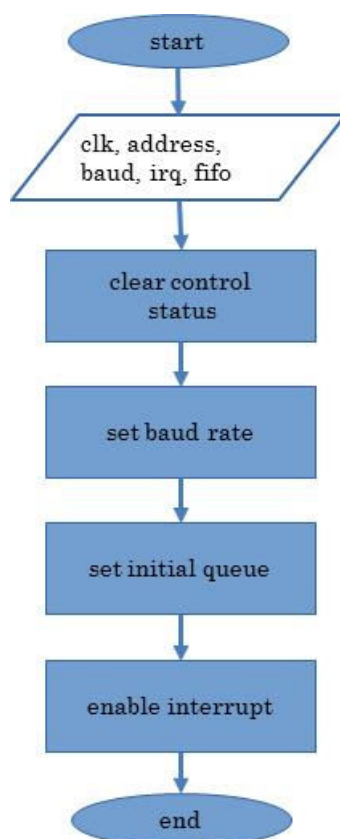 start
clk, address,
baud, irq, fifo
clear control
status
set baud rate
set initial queue
enable interrupt
end